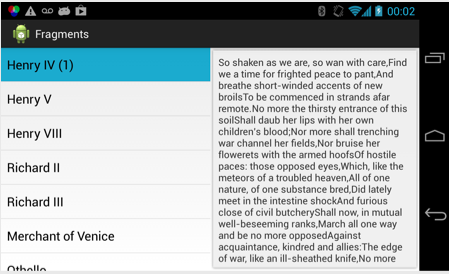 00:02
Fragments
Henry IV (1)
Henry V
Henry VIII
Richard II
Richard III
Merchant of Venice
Othello
So shaken as we are, so wan with care,Find
we a time for frighted peace to pant,And
breathe short-winded accents of new
broilsTo be commenced in strands afar
remote.No more the thirsty entrance of this
soilShall daub her lips with her own
children's blood;Nor more shall trenching
war channel her fields,Nor bruise her
flowerets with the armed hoofsOf hostile
paces: those opposed eyes,Which, like the
meteors of a troubled heaven,All of one
nature, of one substance bred,Did lately
meet in the intestine shockAnd furious
close of civil butcheryShall now, in mutual
well-beseeming ranks,March all one way
and be no more opposedAgainst
acquaintance, kindred and allies:The edge
of war, like an ill-sheathed knife,No more